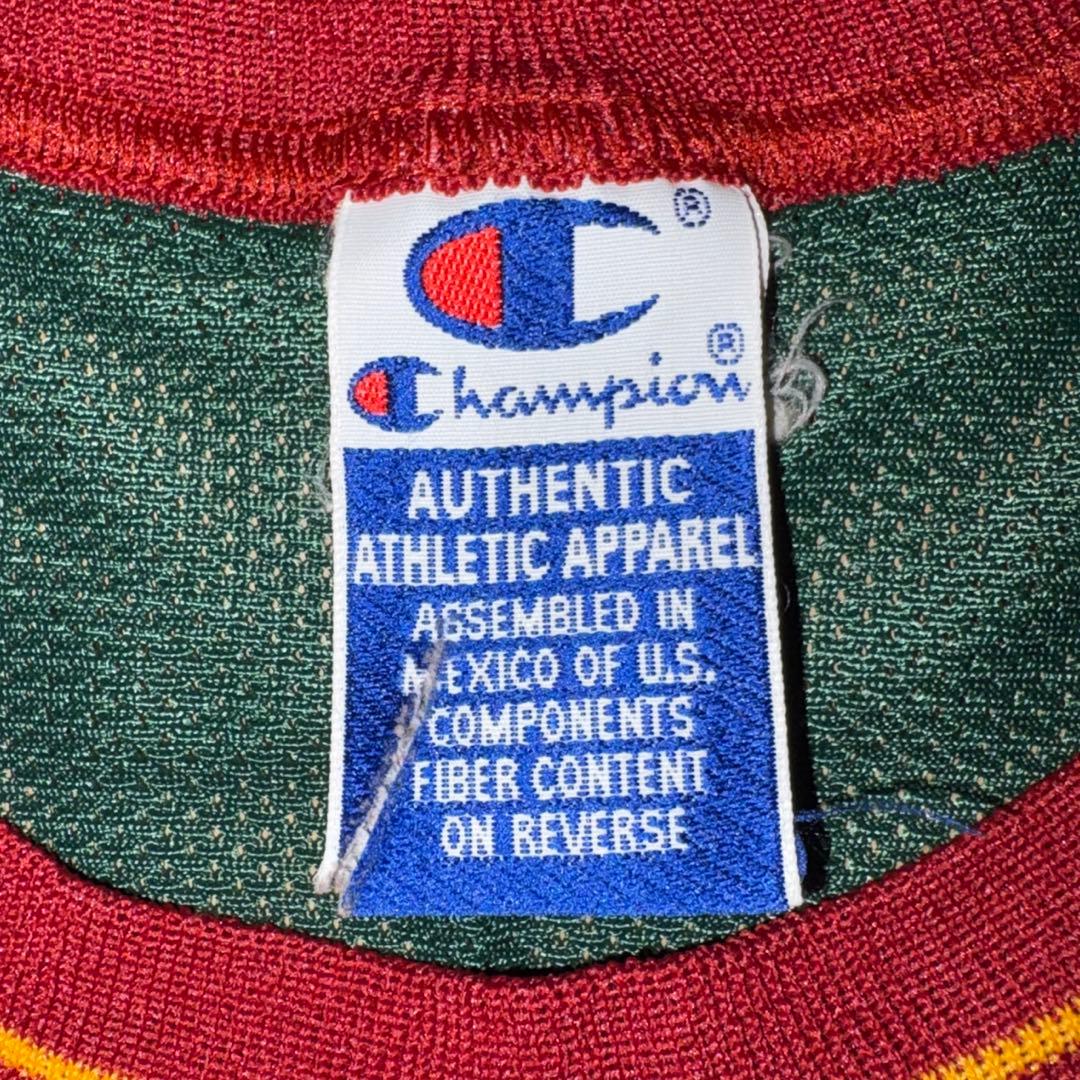 ®
Champion®
AUTHENTIC
ATHLETIC APPAREL
ASSEMBLED IN
MEXICO OF U.S.
COMPONENTS
FIBER CONTENT
ON REVERSE